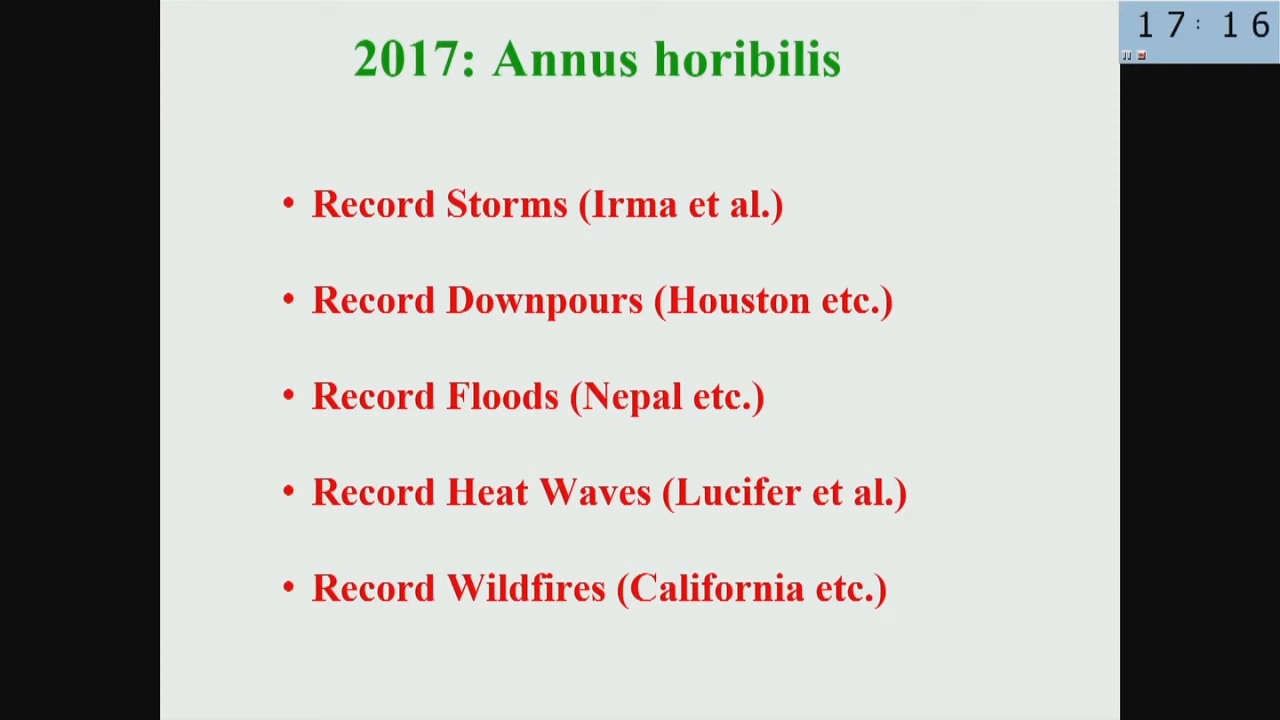 2017: Annus horibilis
17:16
• Record Storms (Irma et al.)
• Record Downpours (Houston etc.)
• Record Floods (Nepal etc.)
• Record Heat Waves (Lucifer et al.)
• Record Wildfires (California etc.)